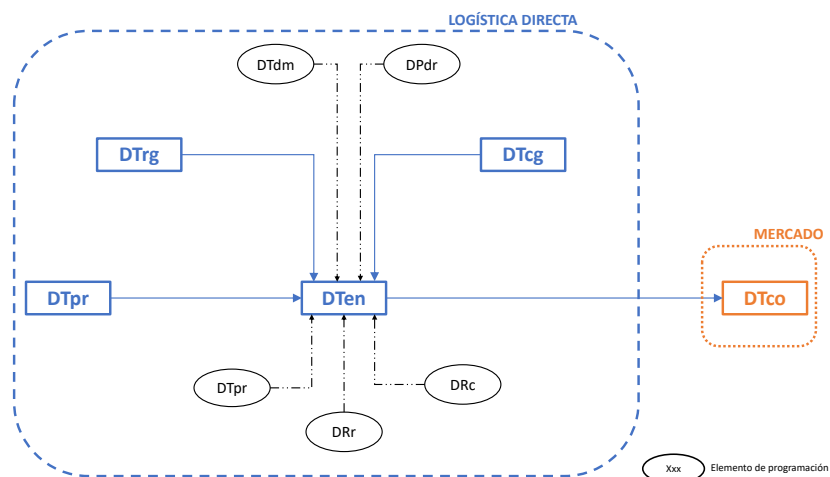 LOGÍSTICA DIRECTA
DTdm
DPdr
DTrg
DTcg
MERCADO
DTpr
DTen
DTco
DTpr
DRc
DRr
Xxx
Elemento de programación